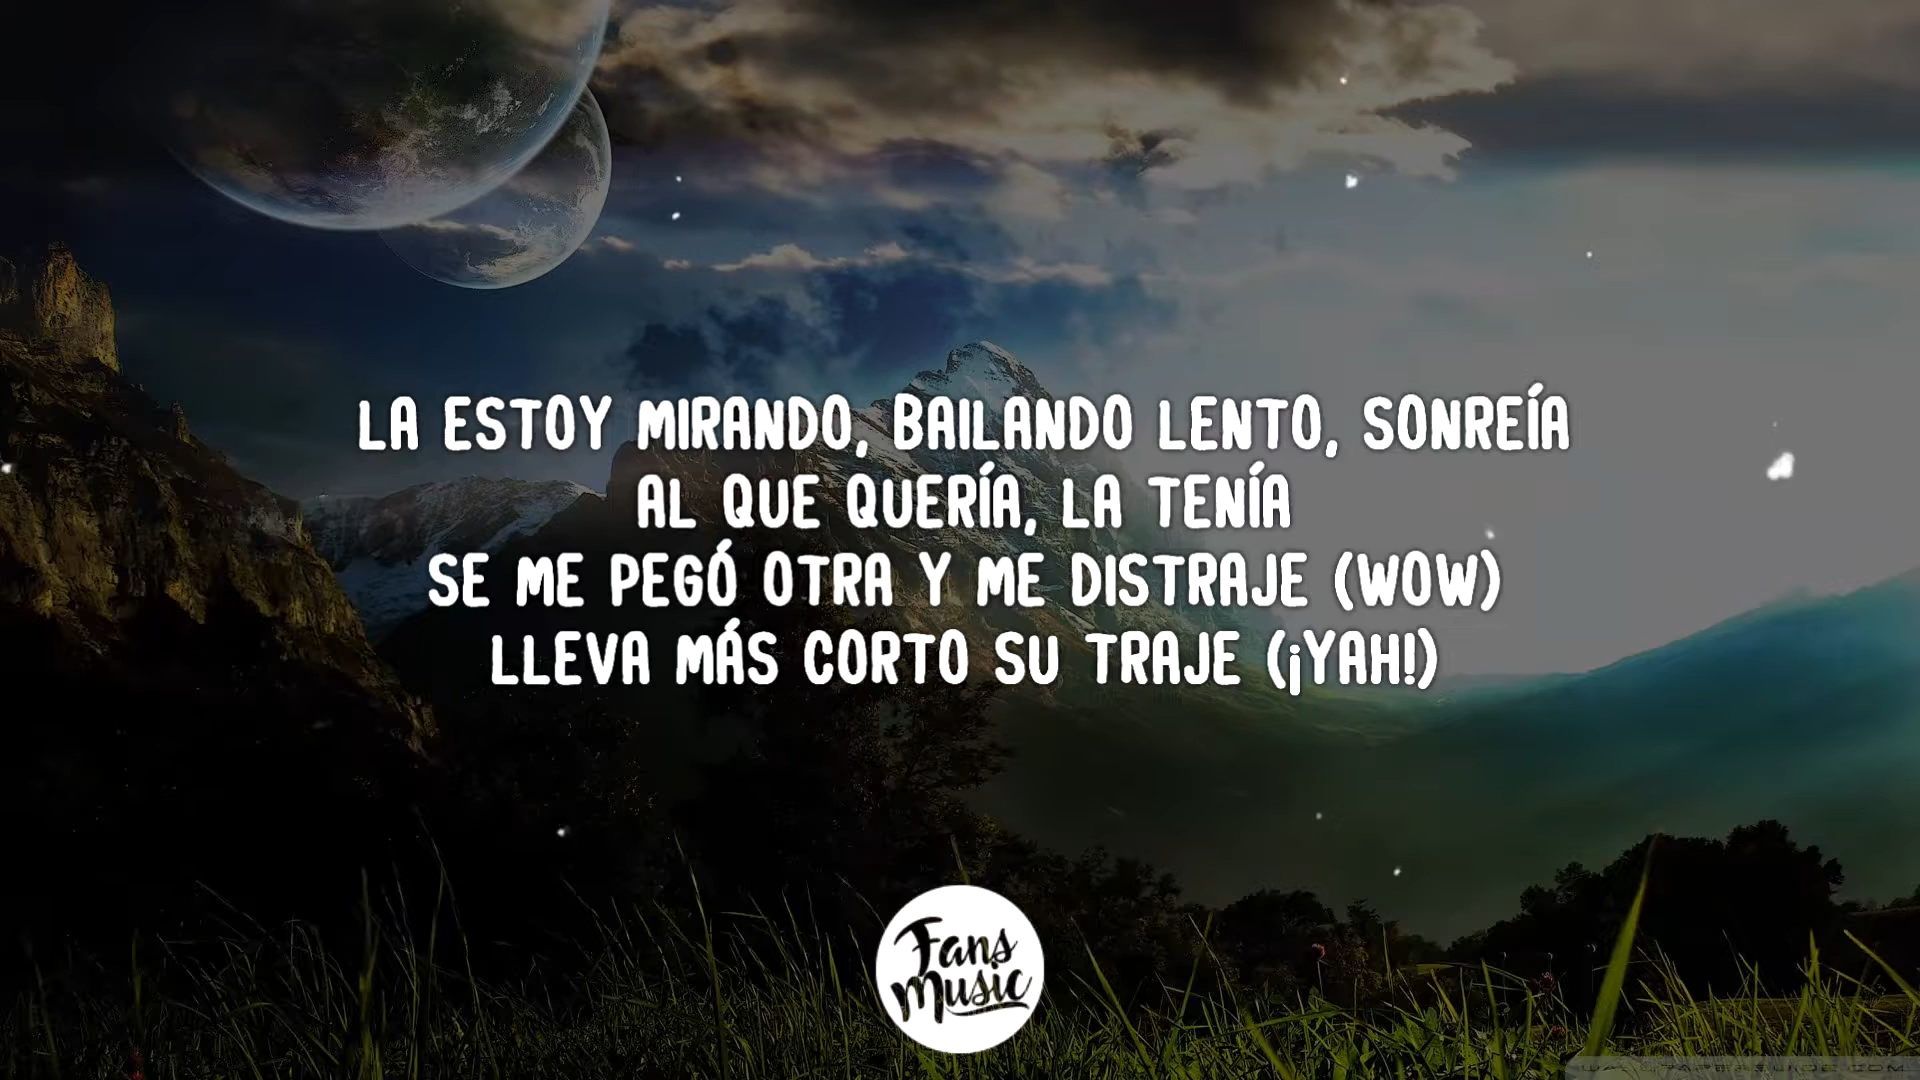 LA ESTOY MIRANDO, BAILANDO LENTO, SONREÍA
AL QUE QUERÍA, LA TENÍA
SE ME PEGÓ OTRA Y ME DISTRAJE (WOW)
LLEVA MÁS CORTO SU TRAJE (¡YAH!)
Fans
Music